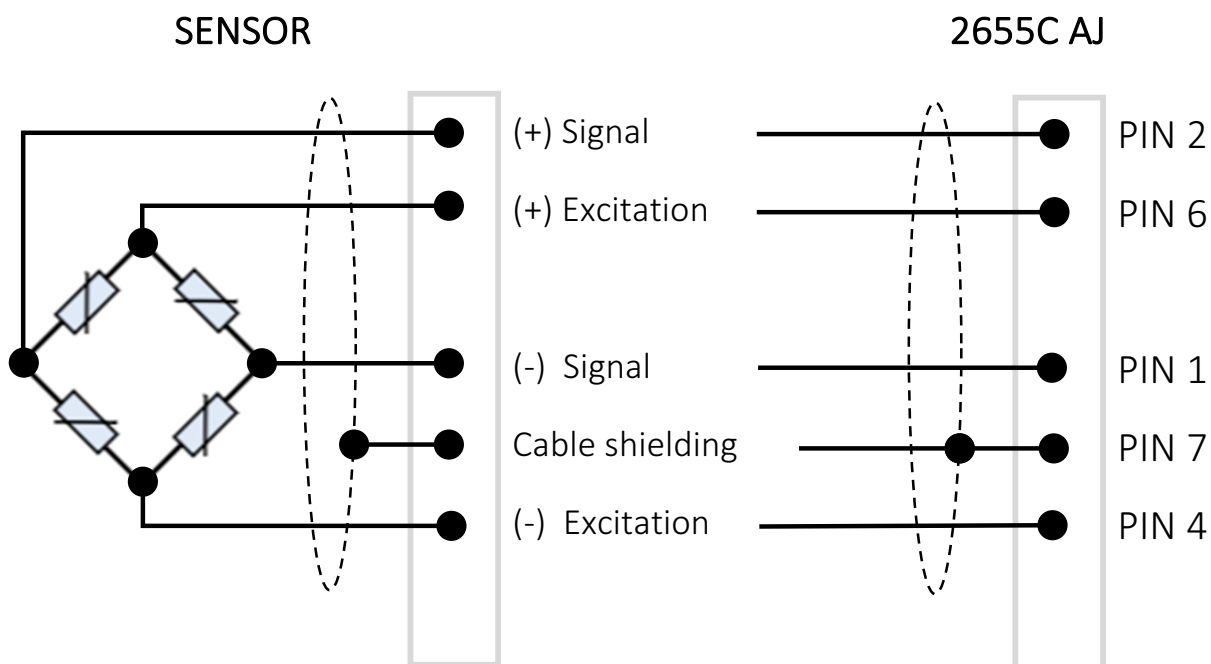 SENSOR
2655C AJ
(+) Signal
PIN 2
(+) Excitation
PIN 6
(-) Signal
PIN 1
Cable shielding
PIN 7
(-) Excitation
PIN 4